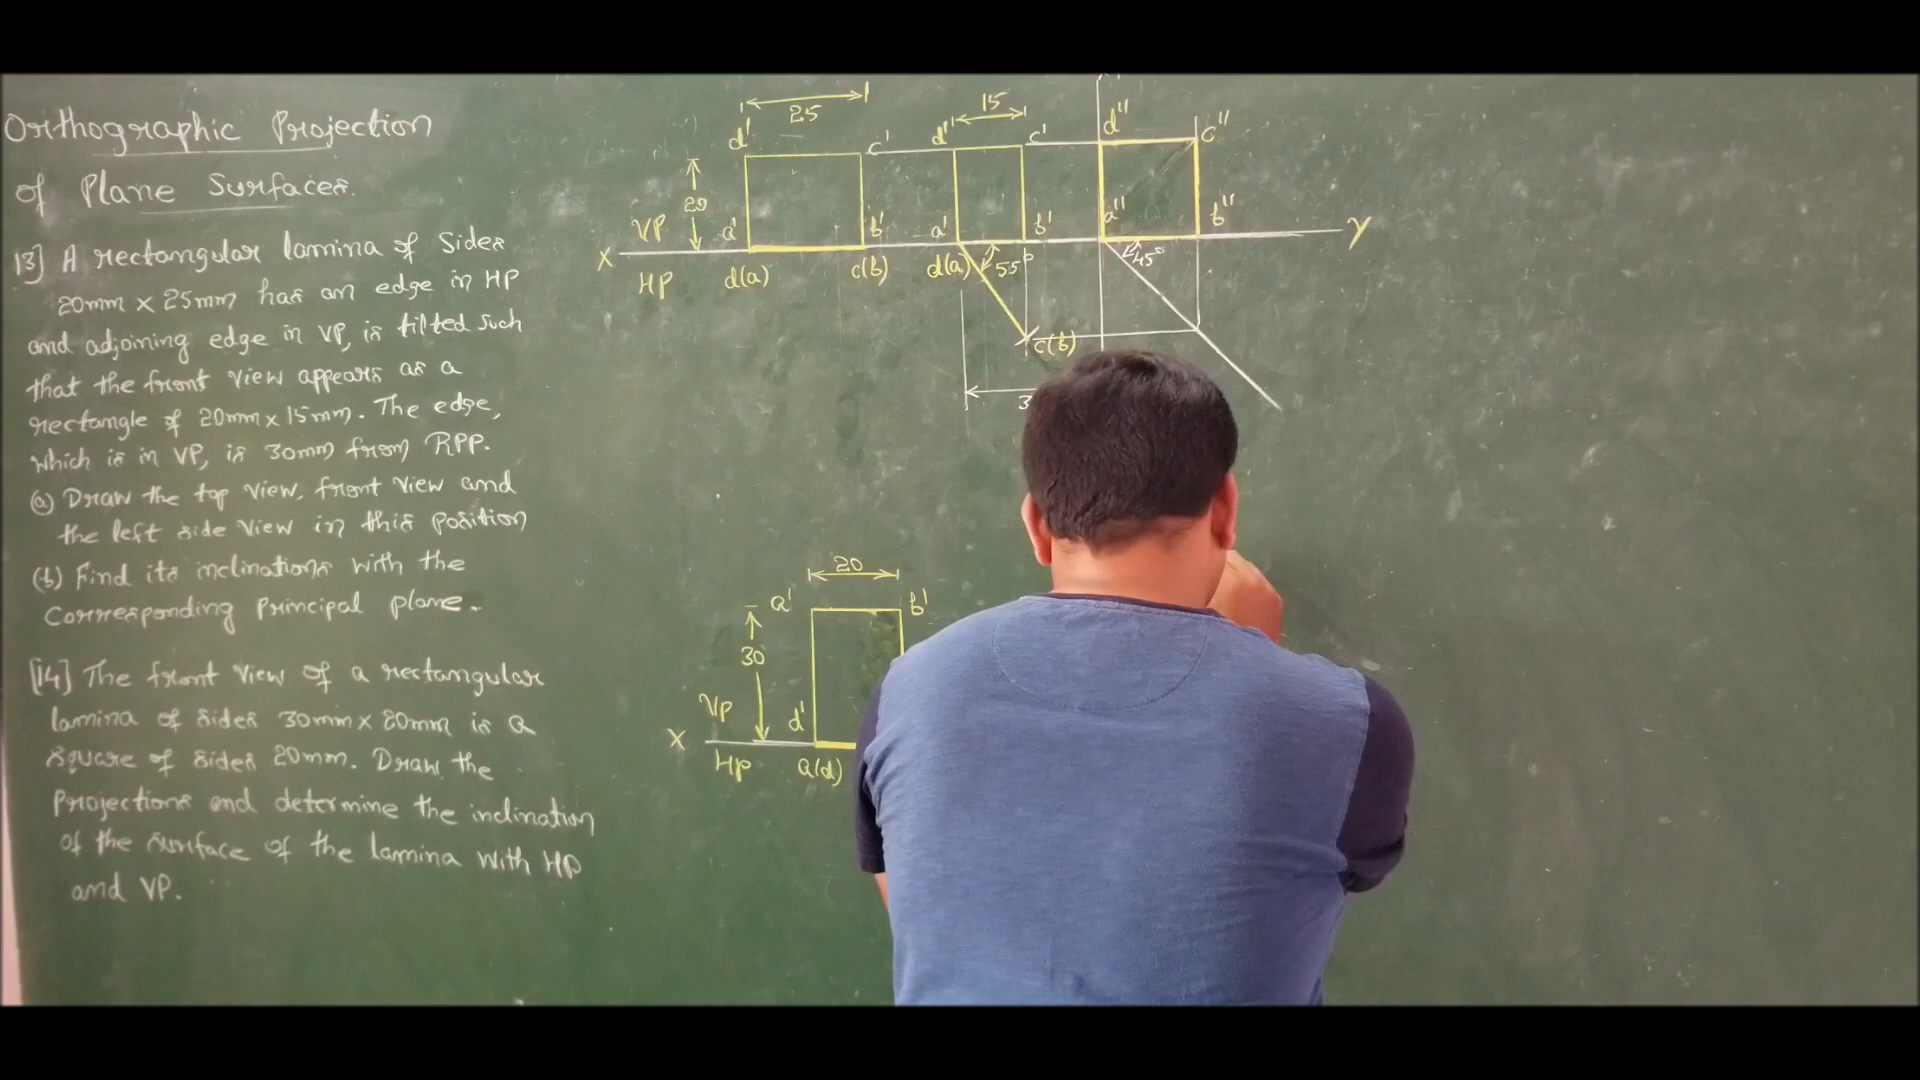 Orthographic Projection
of Plane Surfaces.
13] A rectangular lamina of Sides
20mm x 25mm has an edge in HP
and adjoining edge in VP, is tilted such
that the front view appears as a
rectangle of 20mm x 15mm. The edge,
which is in VP, is 30mm from RPP.
(a) Draw the top view, front view and
the left side view in this position
(b) Find its inclinations with the
Corresponding principal plane.
[14] The front view of a rectangular
lamina of sides 30mm x 20mm is a
square of sides 20mm. Draw the
projections and determine the inclination
of the surface of the lamina with HP
and VP.
25
15
d' c' d' c' d" c"
20
VP a' b' a' b' a" b"
X Y
HP d(a) c(b) d(a) 55° 45°
c(b)
3
20
a' b'
30
VP d'
X
HP a(d)